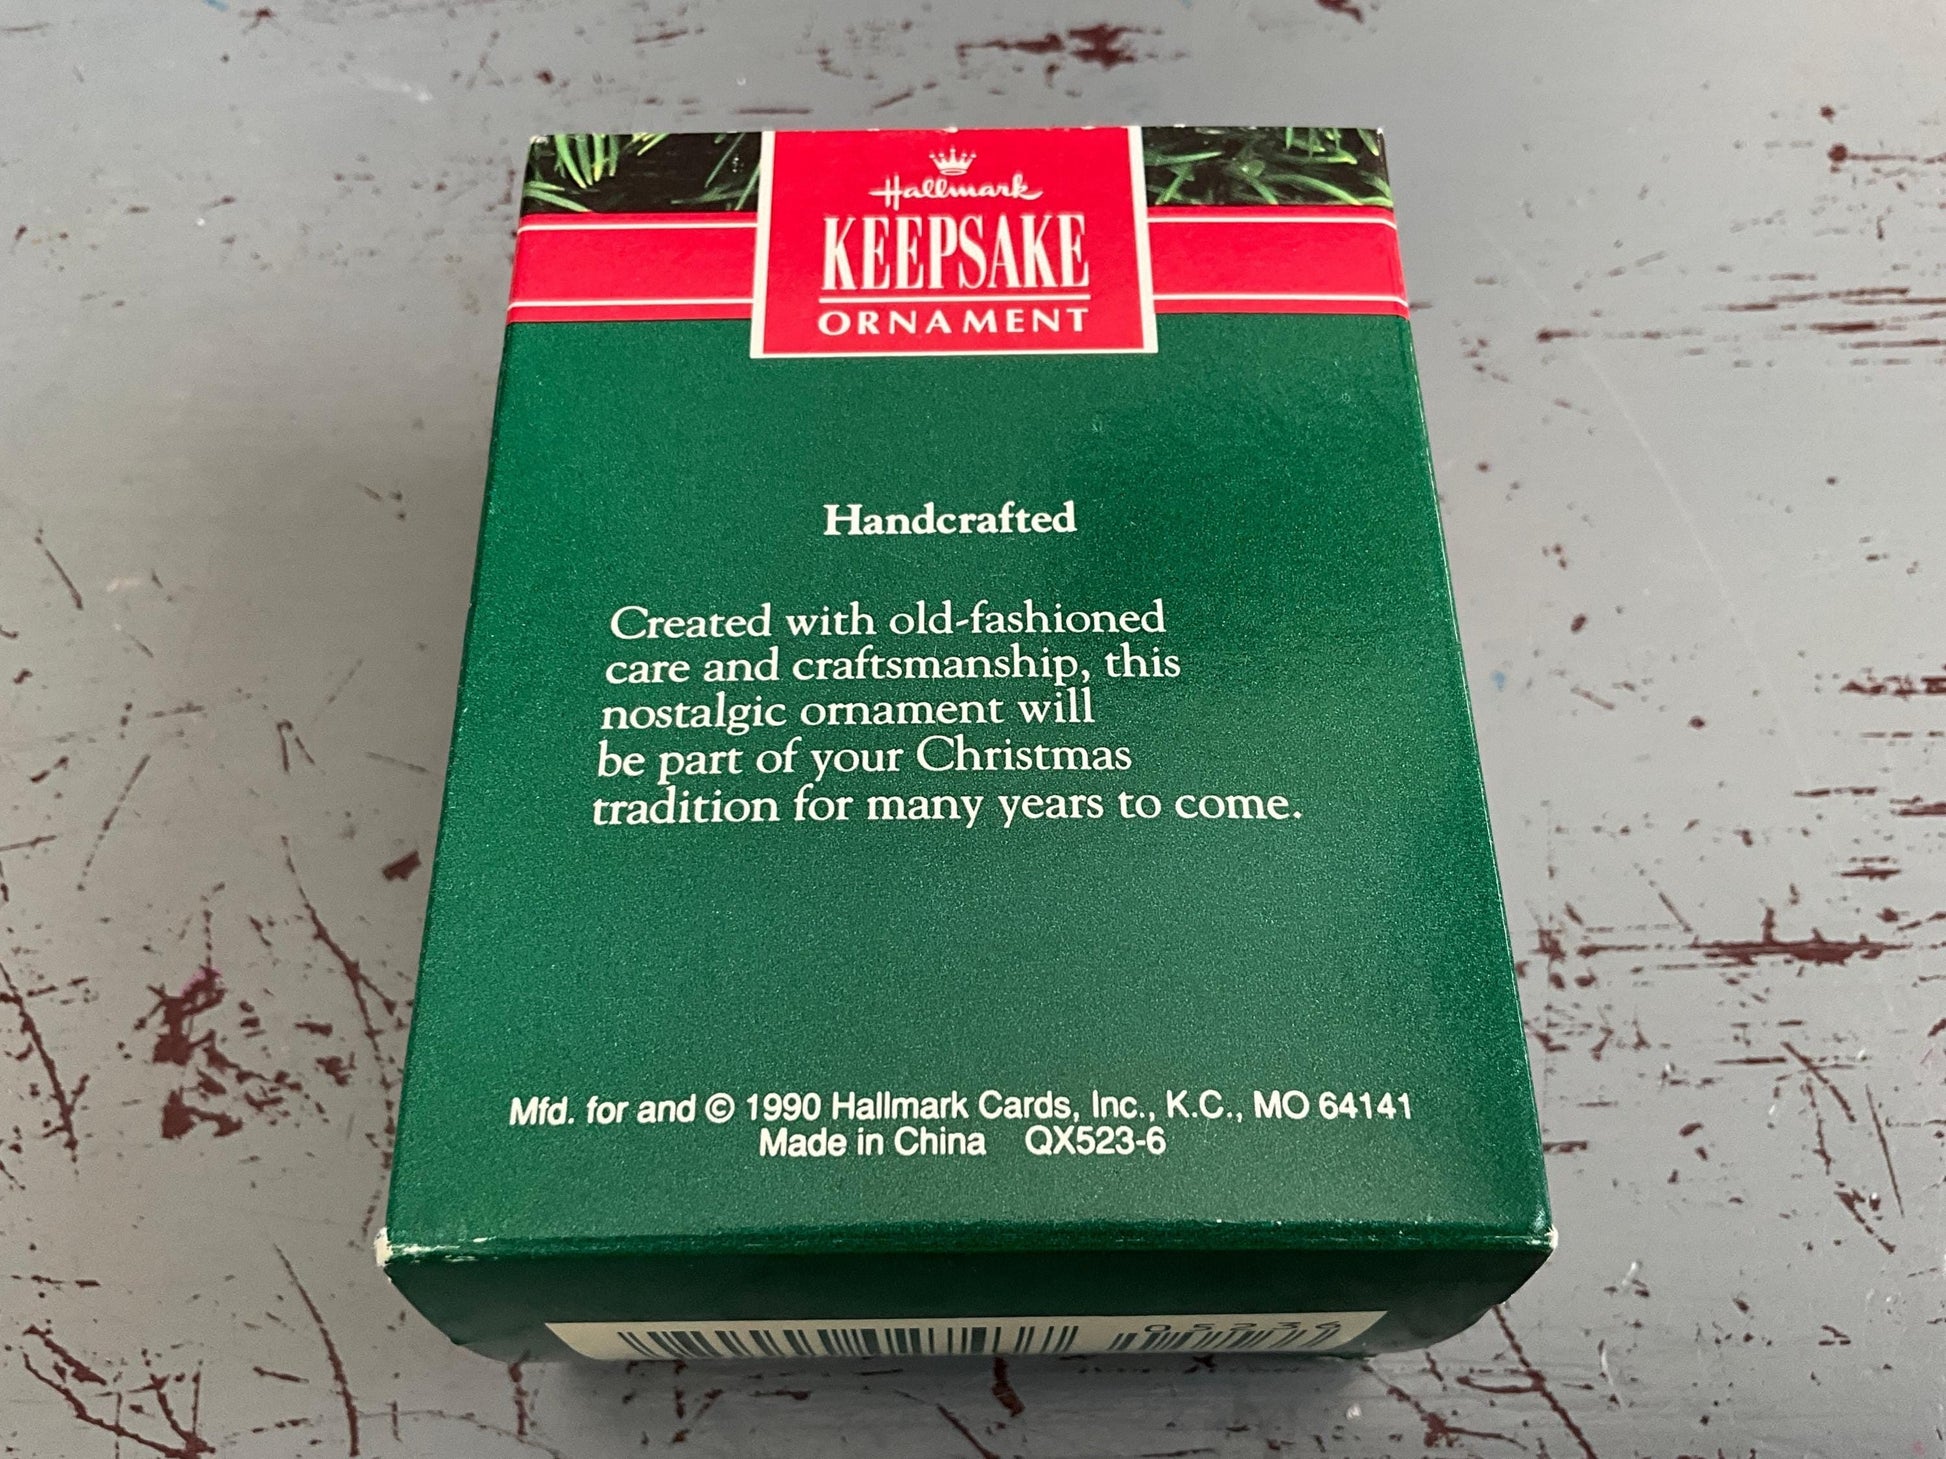 Hallmark
KEEPSAKE
ORNAMENT
Handcrafted
Created with old-fashioned
care and craftsmanship, this
nostalgic ornament will
be part of your Christmas
tradition for many years to come.
Mfd. for and © 1990 Hallmark Cards, Inc., K.C., MO 64141
Made in China QX523-6
05236